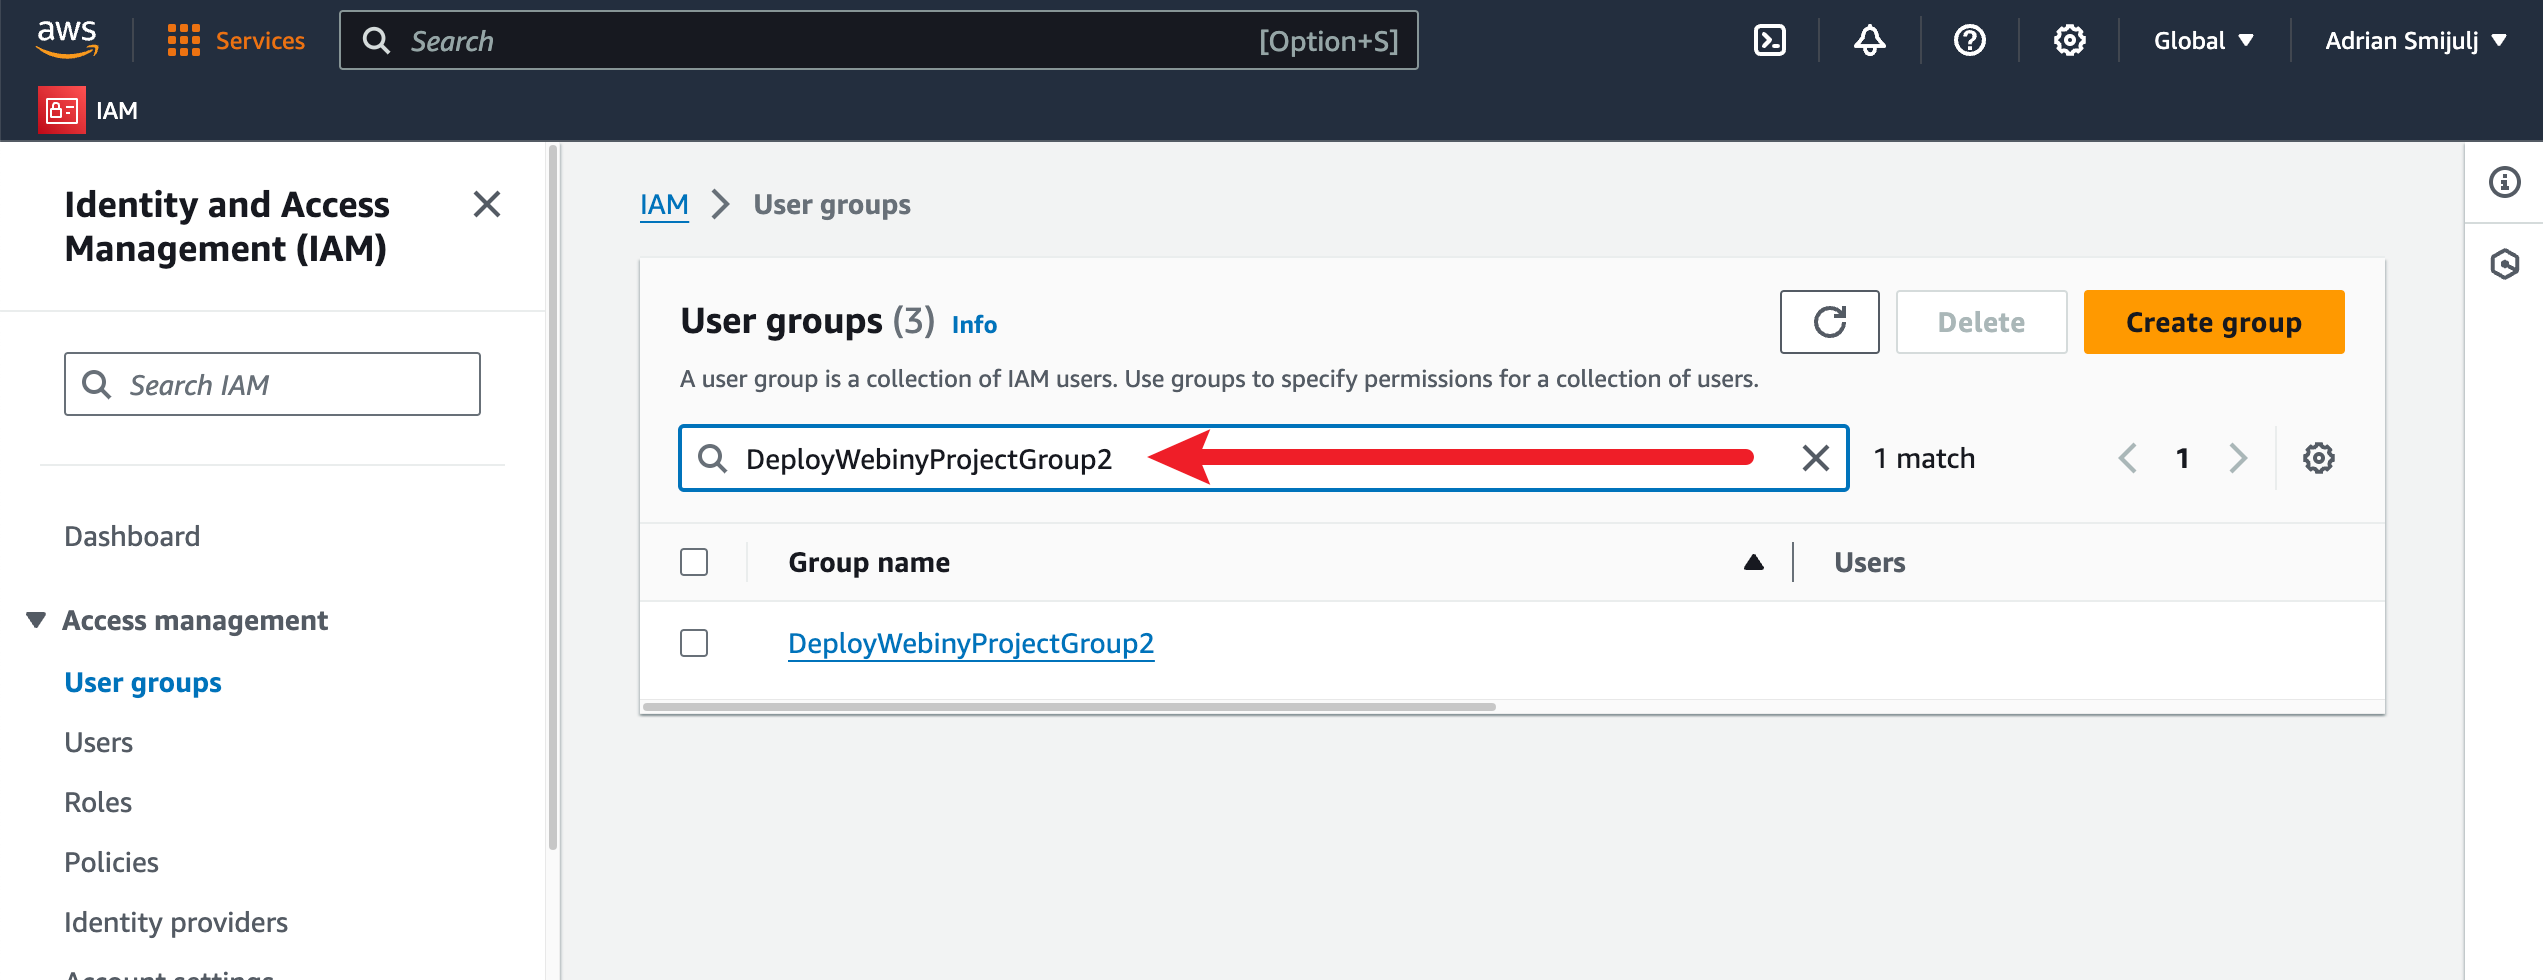 aws
Services
Search [Option+S]
Global
Adrian Smijulj
IAM
Identity and Access
Management (IAM)
Search IAM
Dashboard
Access management
User groups
Users
Roles
Policies
Identity providers
Account settings
IAM
User groups
User groups (3) Info
Delete
Create group
A user group is a collection of IAM users. Use groups to specify permissions for a collection of users.
DeployWebinyProjectGroup2
1 match
1
Group name
Users
DeployWebinyProjectGroup2